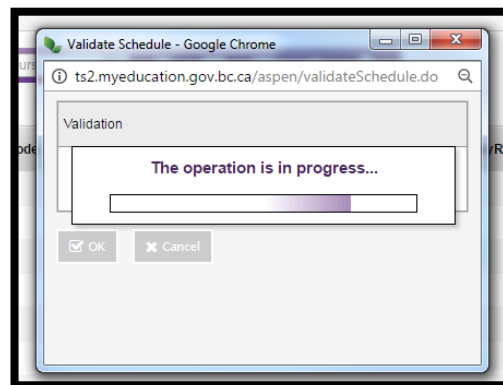 Validate Schedule - Google Chrome
ts2.myeducation.gov.bc.ca/aspen/validateSchedule.do
Validation
The operation is in progress...
OK
Cancel